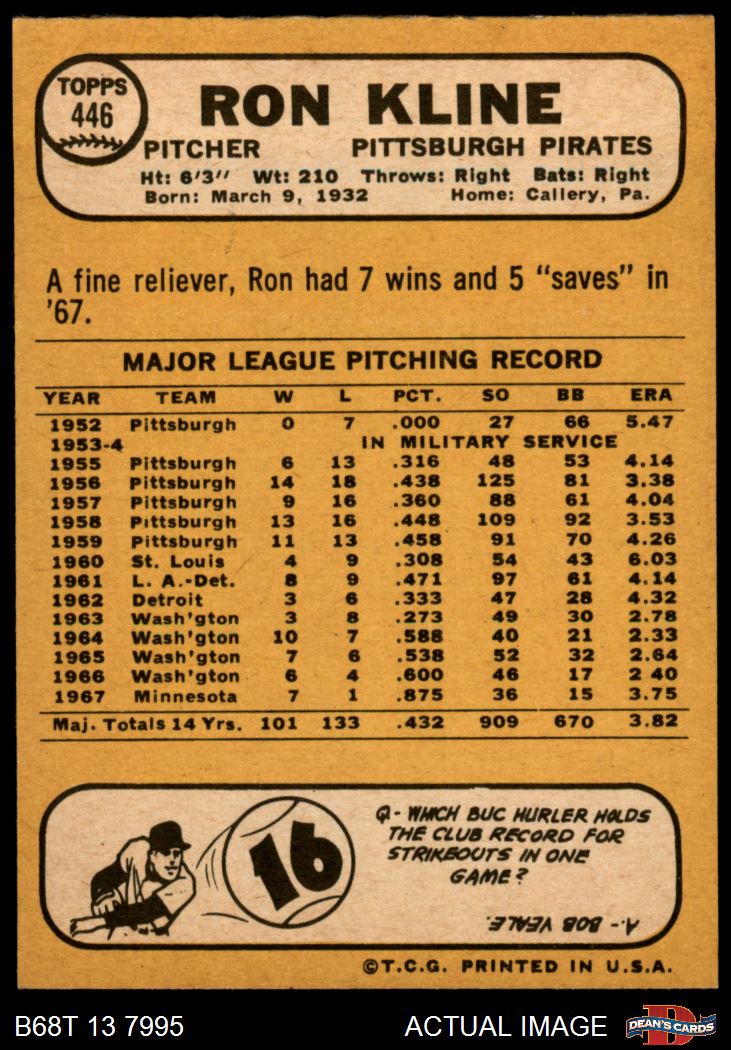 TOPPS
446
RON KLINE
PITCHER PITTSBURGH PIRATES
Ht: 6'3" Wt: 210 Throws: Right Bats: Right
Born: March 9, 1932 Home: Callery, Pa.
A fine reliever, Ron had 7 wins and 5 "saves" in
'67.
MAJOR LEAGUE PITCHING RECORD
YEAR TEAM W L PCT. SO BB ERA
1952 Pittsburgh 0 7 .000 27 66 5.47
1953-4 IN MILITARY SERVICE
1955 Pittsburgh 6 13 .316 48 53 4.14
1956 Pittsburgh 14 18 .438 125 81 3.38
1957 Pittsburgh 9 16 .360 88 61 4.04
1958 Pittsburgh 13 16 .448 109 92 3.53
1959 Pittsburgh 11 13 .458 91 70 4.26
1960 St. Louis 4 9 .308 54 43 6.03
1961 L. A.-Det. 8 9 .471 97 61 4.14
1962 Detroit 3 6 .333 47 28 4.32
1963 Wash'gton 3 8 .273 49 30 2.78
1964 Wash'gton 10 7 .588 40 21 2.33
1965 Wash'gton 7 6 .538 52 32 2.64
1966 Wash'gton 6 4 .600 46 17 2 40
1967 Minnesota 7 1 .875 36 15 3.75
Maj. Totals 14 Yrs. 101 133 .432 909 670 3.82
16
Q- WHICH BUC HURLER HOLDS
THE CLUB RECORD FOR
STRIKEOUTS IN ONE
GAME?
A- BOB VEALE.
©T.C.G. PRINTED IN U.S.A.
B68T 13 7995 ACTUAL IMAGE D DEAN'S CARDS